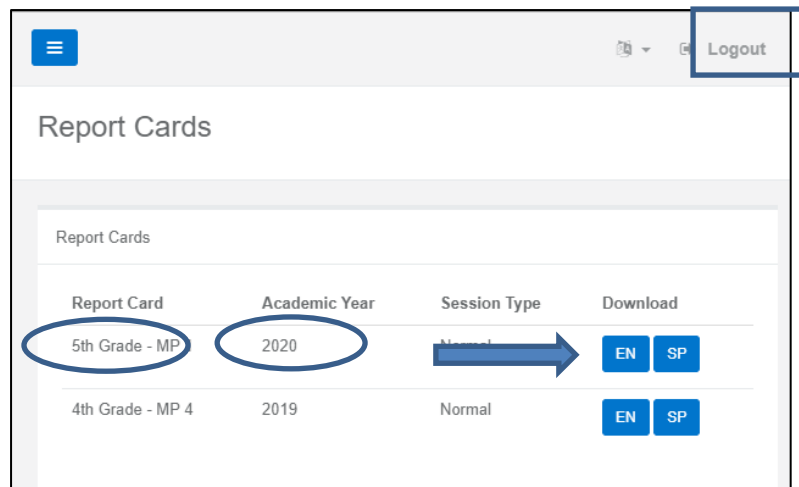 Logout
Report Cards
Report Cards
Report Card Academic Year Session Type Download
5th Grade - MP 2020 EN SP
4th Grade - MP 4 2019 Normal EN SP